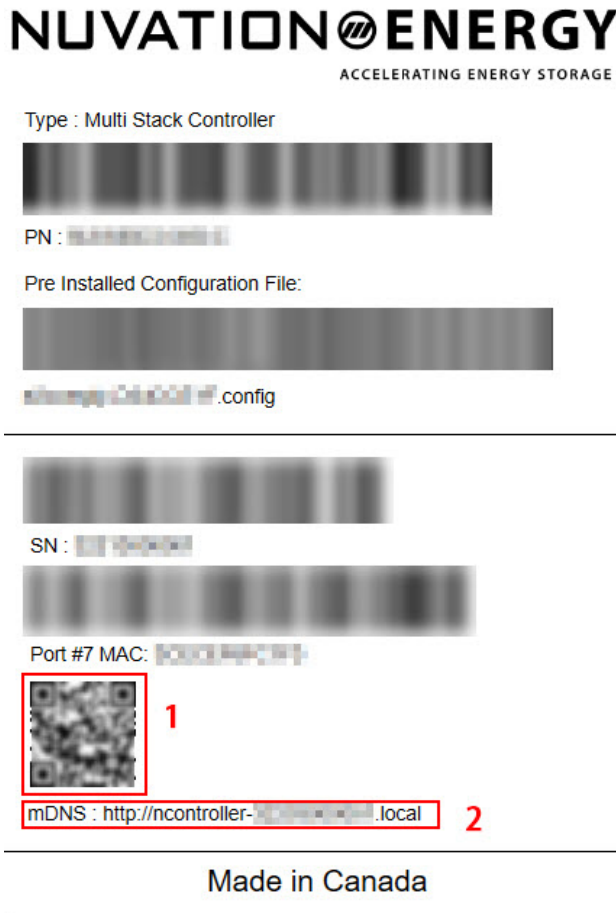 NUVATION ENERGY
ACCELERATING ENERGY STORAGE
Type : Multi Stack Controller
PN :
Pre Installed Configuration File:
.config
SN :
Port #7 MAC:
1
mDNS : http://ncontroller- .local
2
Made in Canada